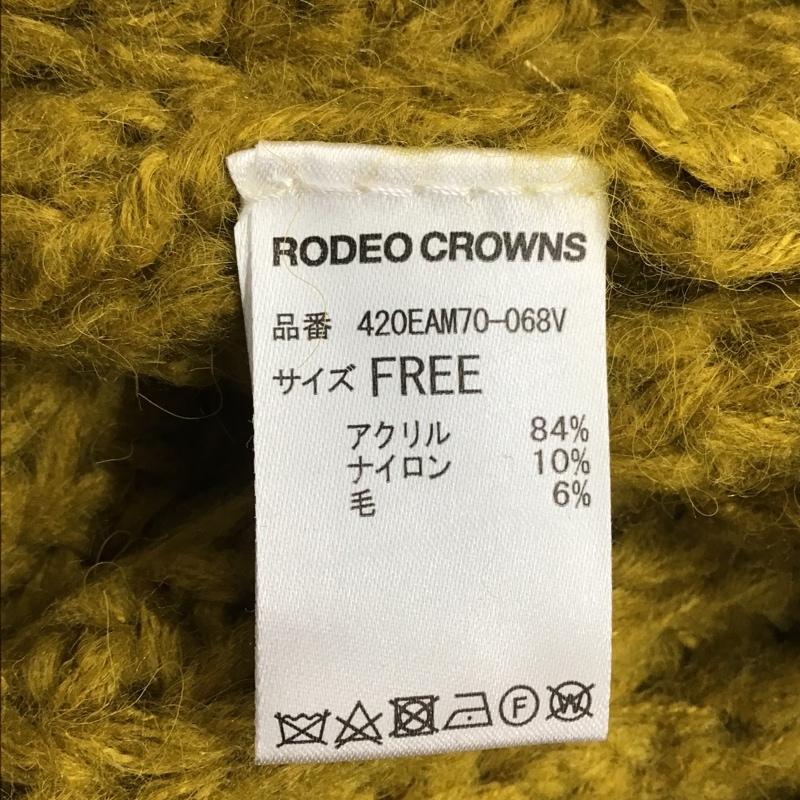 RODEO CROWNS
品番 420EAM70-068V
サイズ FREE
アクリル 84%
ナイロン 10%
毛 6%
F W